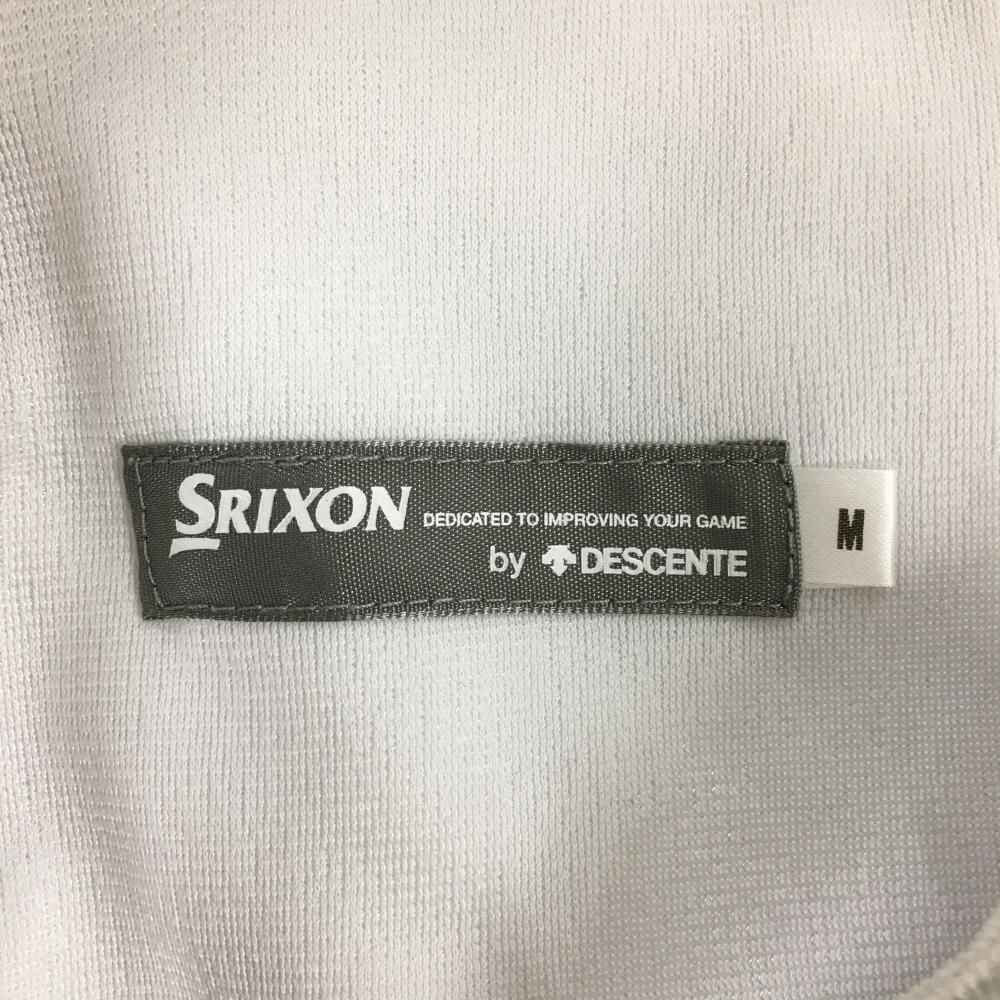 SRIXON DEDICATED TO IMPROVING YOUR GAME
by DESCENTE
M